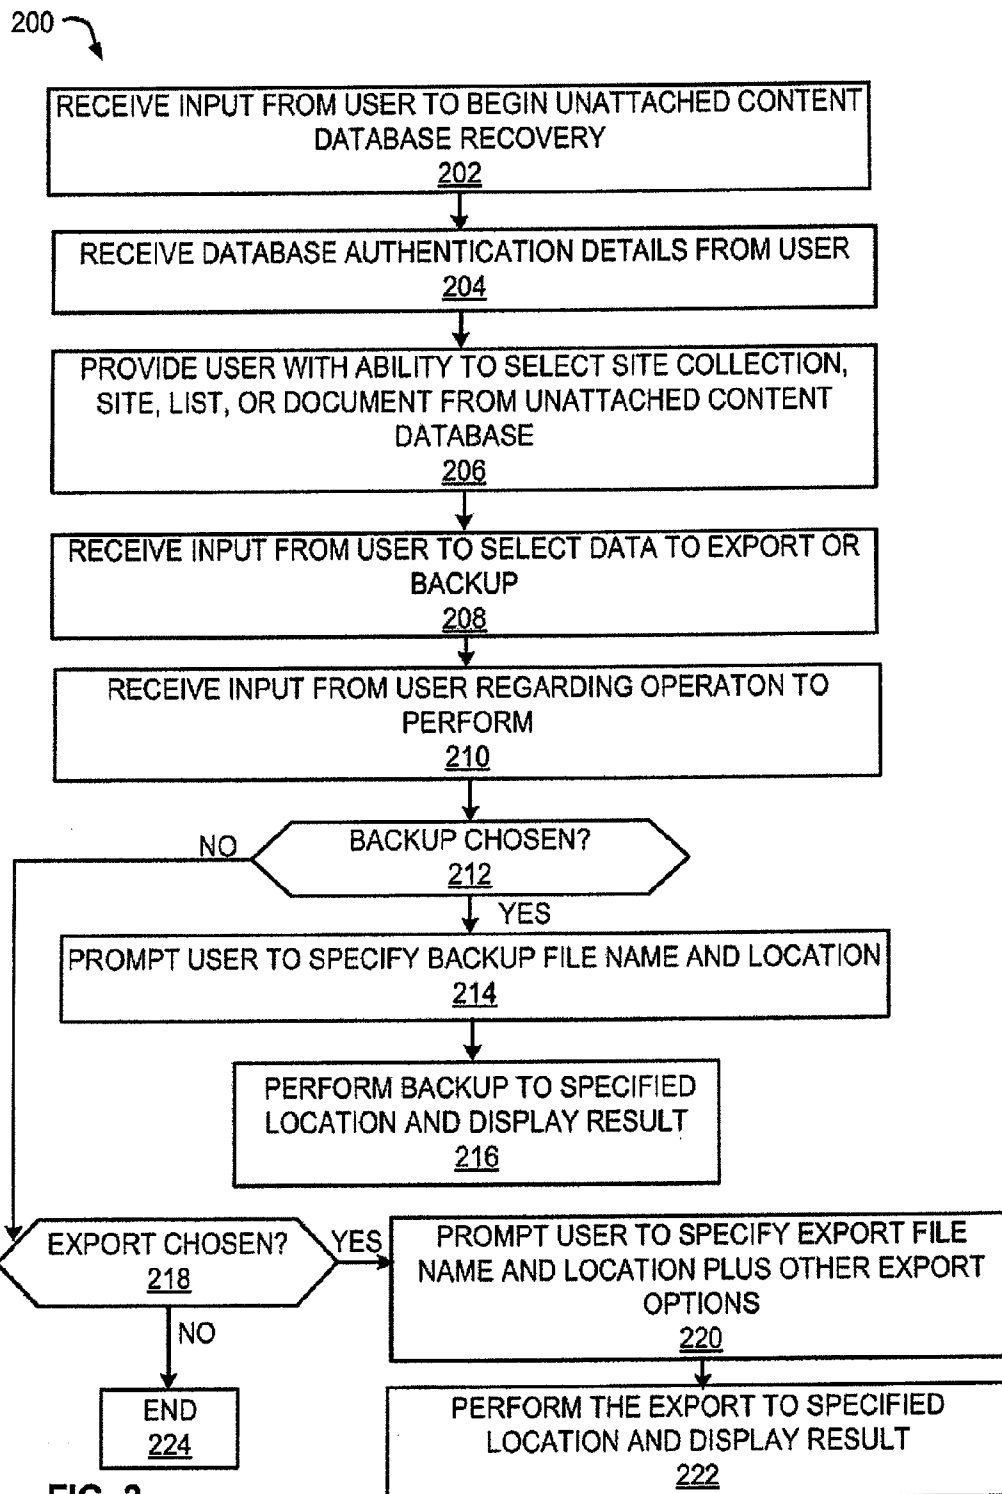 200
RECEIVE INPUT FROM USER TO BEGIN UNATTACHED CONTENT
DATABASE RECOVERY
202
RECEIVE DATABASE AUTHENTICATION DETAILS FROM USER
204
PROVIDE USER WITH ABILITY TO SELECT SITE COLLECTION,
SITE, LIST, OR DOCUMENT FROM UNATTACHED CONTENT
DATABASE
206
RECEIVE INPUT FROM USER TO SELECT DATA TO EXPORT OR
BACKUP
208
RECEIVE INPUT FROM USER REGARDING OPERATON TO
PERFORM
210
NO
BACKUP CHOSEN?
212
YES
PROMPT USER TO SPECIFY BACKUP FILE NAME AND LOCATION
214
PERFORM BACKUP TO SPECIFIED
LOCATION AND DISPLAY RESULT
216
EXPORT CHOSEN?
218
YES
PROMPT USER TO SPECIFY EXPORT FILE
NAME AND LOCATION PLUS OTHER EXPORT
OPTIONS
220
NO
END
224
PERFORM THE EXPORT TO SPECIFIED
LOCATION AND DISPLAY RESULT
222
FIG.